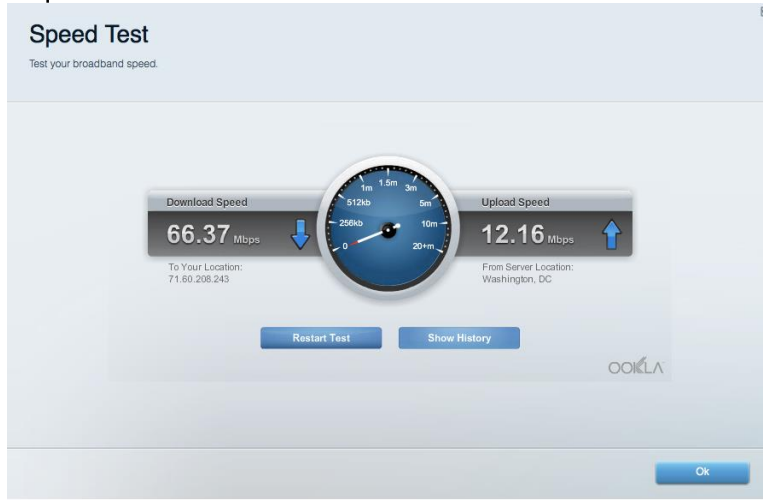 Speed Test
Test your broadband speed.
Download Speed
66.37 Mbps
To Your Location:
71.60.208.243
0
256kb
512kb
1m
1.5m
3m
5m
10m
20+m
Upload Speed
12.16 Mbps
From Server Location:
Washington, DC
Restart Test
Show History
OOKLA
Ok